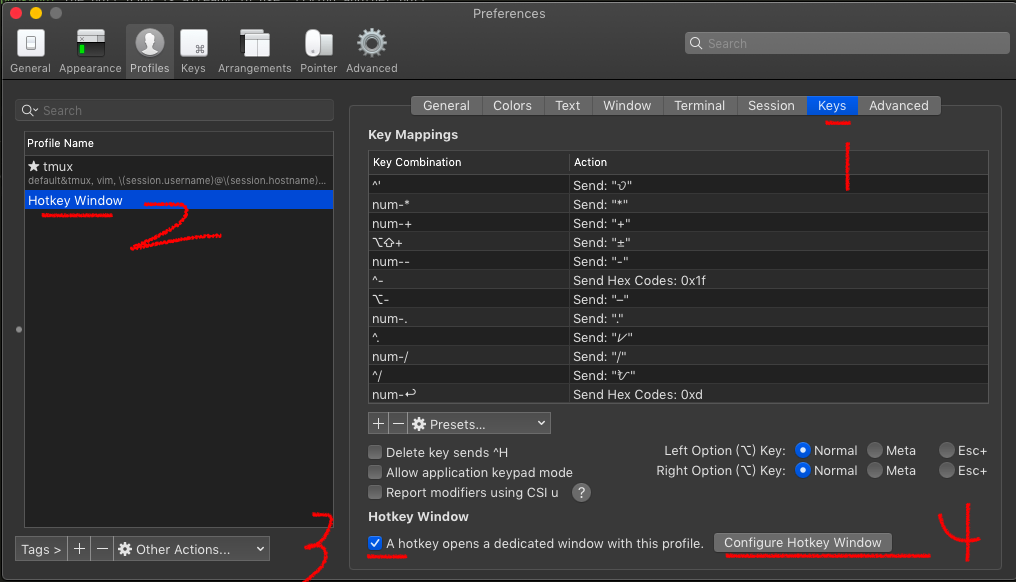 Preferences
General Appearance Profiles Keys Arrangements Pointer Advanced
Search
Search
Profile Name
★ tmux
default&tmux, vim, \(session.username)@\(session.hostname)...
Hotkey Window
2
General Colors Text Window Terminal Session Keys Advanced
1
Key Mappings
Key Combination Action
^' Send:
num-* Send: "*"
num-+ Send: "+"
⌥⇧+ Send: "±"
num-- Send: "-"
^- Send Hex Codes: 0x1f
⌥- Send: "–"
num-. Send: "."
^. Send:
num-/ Send: "/"
^/ Send:
num-↩ Send Hex Codes: 0xd
+ − Presets...
Delete key sends ^H
Allow application keypad mode
Report modifiers using CSI u ?
Left Option (⌥) Key: Normal Meta Esc+
Right Option (⌥) Key: Normal Meta Esc+
Hotkey Window
3
A hotkey opens a dedicated window with this profile. Configure Hotkey Window
4
Tags > + − Other Actions...